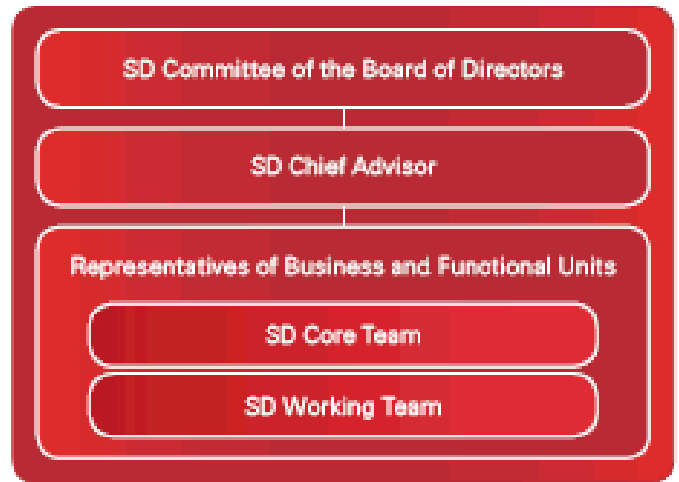 SD Committee of the Board of Directors
SD Chief Advisor
Representatives of Business and Functional Units
SD Core Team
SD Working Team